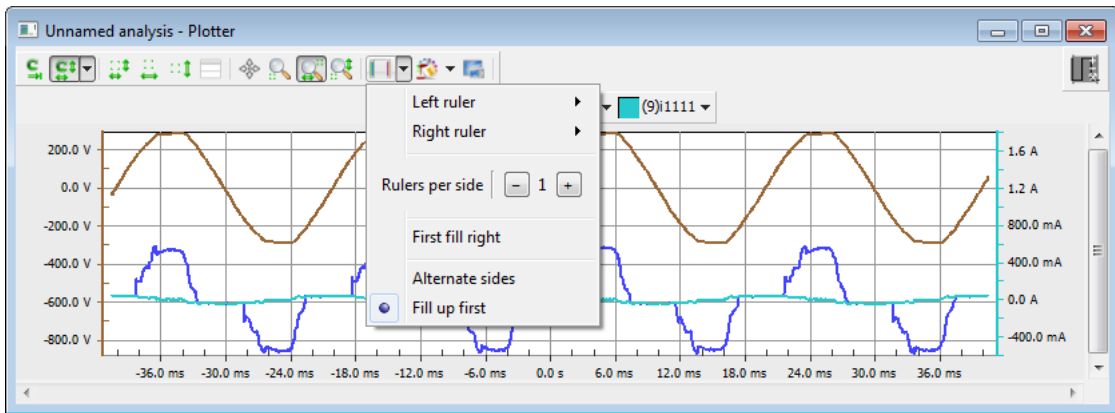 Unnamed analysis - Plotter
Left ruler
(9)i1111
Right ruler
Rulers per side - 1 +
First fill right
Alternate sides
Fill up first
200.0 V
0.0 V
-200.0 V
-400.0 V
-600.0 V
-800.0 V
1.6 A
1.2 A
800.0 mA
400.0 mA
0.0 A
-400.0 mA
-36.0 ms -30.0 ms -24.0 ms -18.0 ms -12.0 ms -6.0 ms 0.0 s 6.0 ms 12.0 ms 18.0 ms 24.0 ms 30.0 ms 36.0 ms